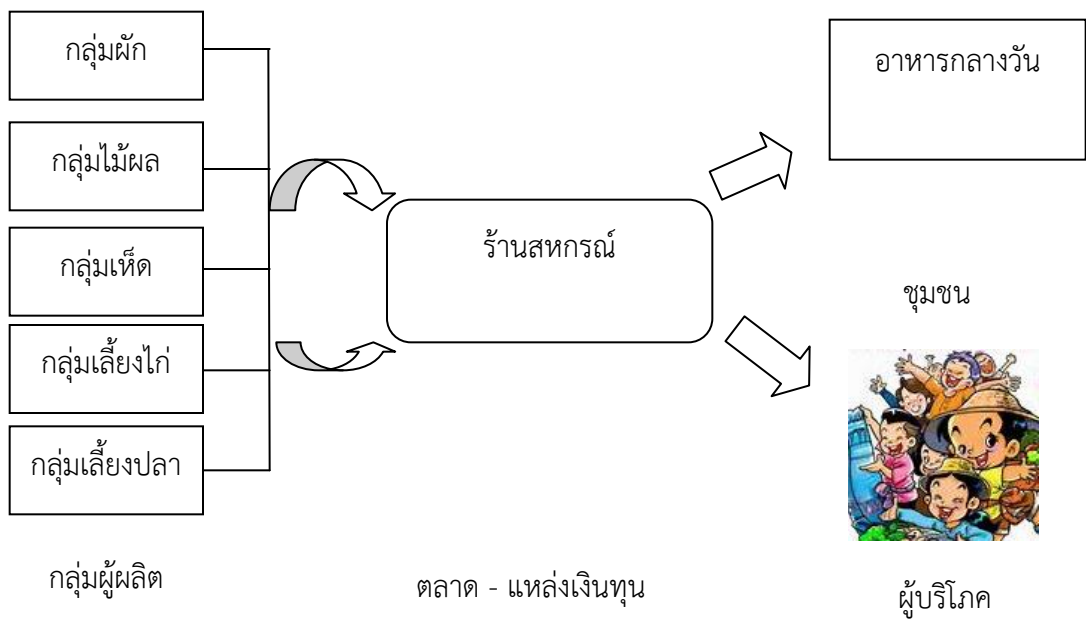 กลุ่มผัก
กลุ่มไม้ผล
กลุ่มเห็ด
กลุ่มเลี้ยงไก่
กลุ่มเลี้ยงปลา
กลุ่มผู้ผลิต
ร้านสหกรณ์
ตลาด - แหล่งเงินทุน
อาหารกลางวัน
ชุมชน
ผู้บริโภค